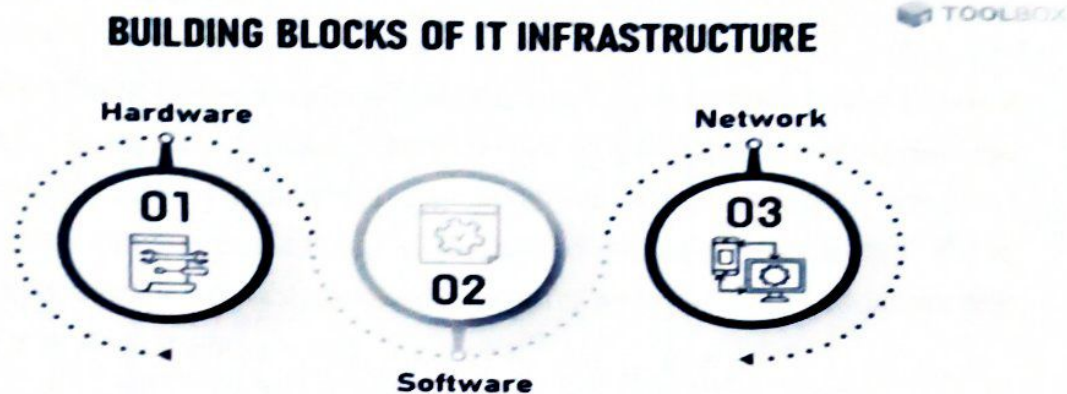 TOOLBOX
BUILDING BLOCKS OF IT INFRASTRUCTURE
Hardware
Network
01
03
02
Software